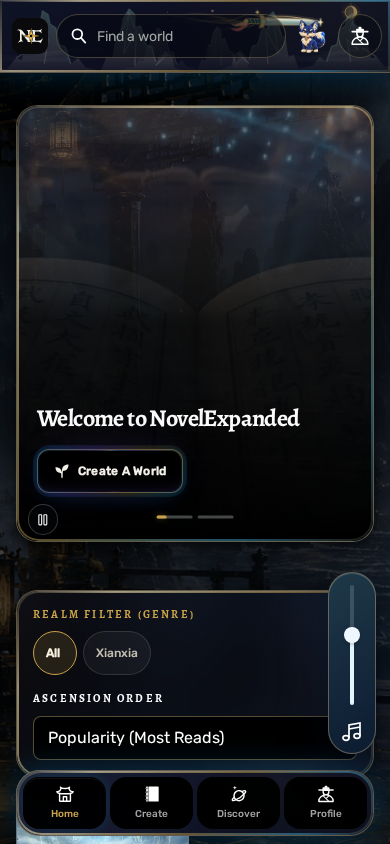 NE
Find a world
Welcome to NovelExpanded
Create A World
REALM FILTER (GENRE)
All
Xianxia
ASCENSION ORDER
Popularity (Most Reads)
Home
Create
Discover
Profile